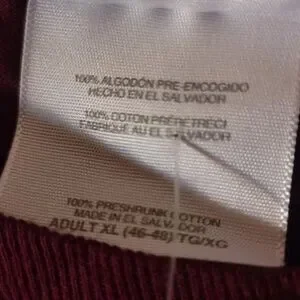 100% ALGODÓN PRE-ENCOGIDO
HECHO EN EL SALVADOR
100% COTON PRÉRÉTRECI
FABRIQUÉ AU EL SALVADOR
100% PRESHRUNK COTTON
MADE IN EL SALVADOR
ADULT XL (46-48) TG/XG